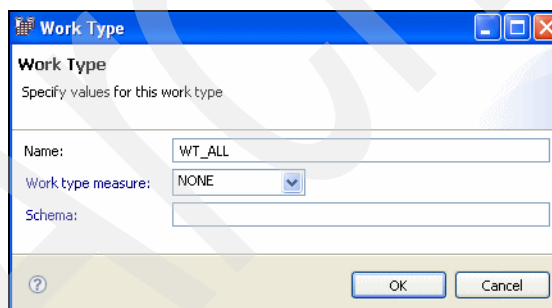 Work Type
Work Type
Specify values for this work type
Name: WT_ALL
Work type measure: NONE
Schema:
OK Cancel